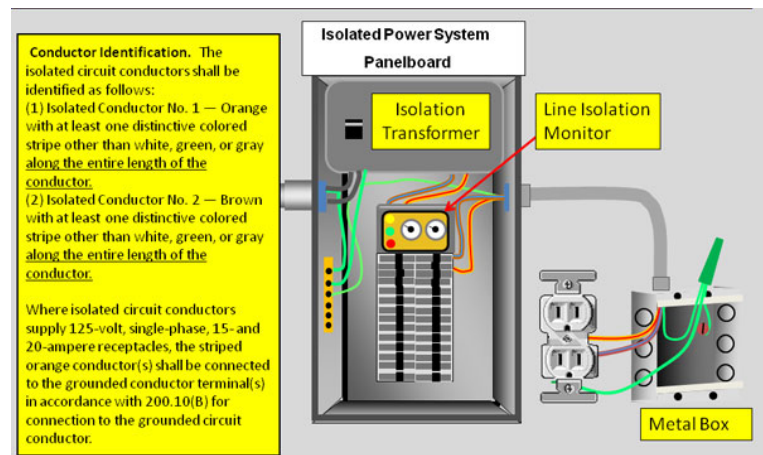 Conductor Identification. The
isolated circuit conductors shall be
identified as follows:
(1) Isolated Conductor No. 1 — Orange
with at least one distinctive colored
stripe other than white, green, or gray
along the entire length of the
conductor.
(2) Isolated Conductor No. 2 — Brown
with at least one distinctive colored
stripe other than white, green, or gray
along the entire length of the
conductor.
Where isolated circuit conductors
supply 125-volt, single-phase, 15- and
20-ampere receptacles, the striped
orange conductor(s) shall be connected
to the grounded conductor terminal(s)
in accordance with 200.10(B) for
connection to the grounded circuit
conductor.
Isolated Power System
Panelboard
Isolation
Transformer
Line Isolation
Monitor
Metal Box